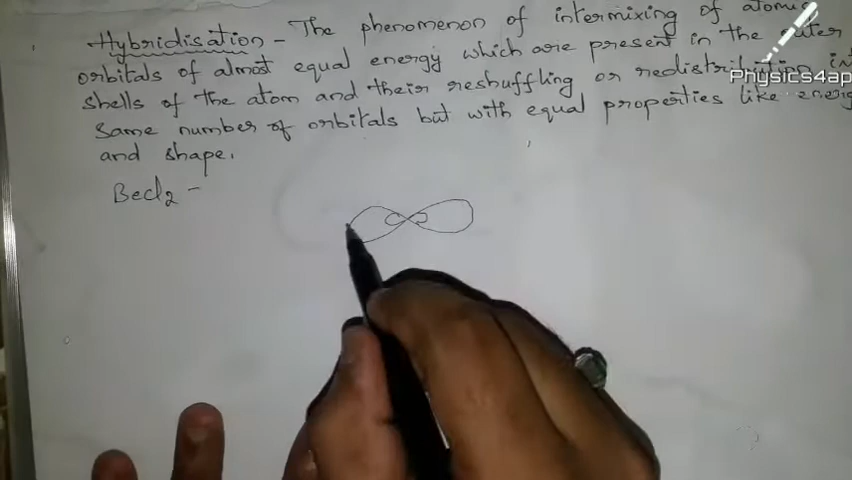 Hybridisation - The phenomenon of intermixing of atomic
orbitals of almost equal energy which are present in the outer
shells of the atom and their reshuffling or redistribution into
same number of orbitals but with equal properties like energy
and shape.
Becl2 -
Physics4ap